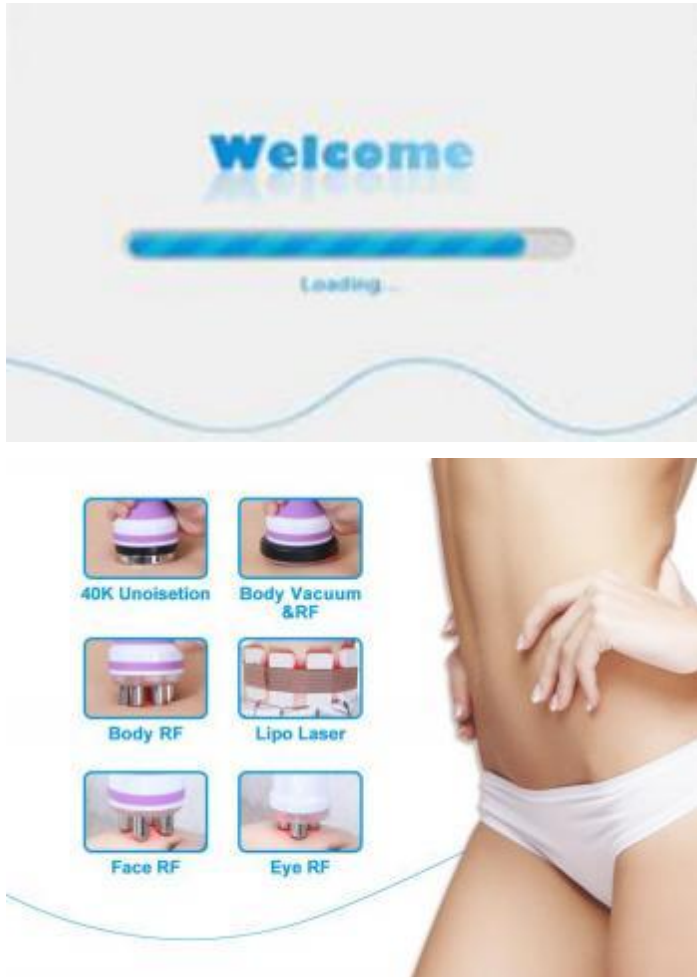 Welcome
Loading...
40K Unoisetion
Body Vacuum
&RF
Body RF
Lipo Laser
Face RF
Eye RF